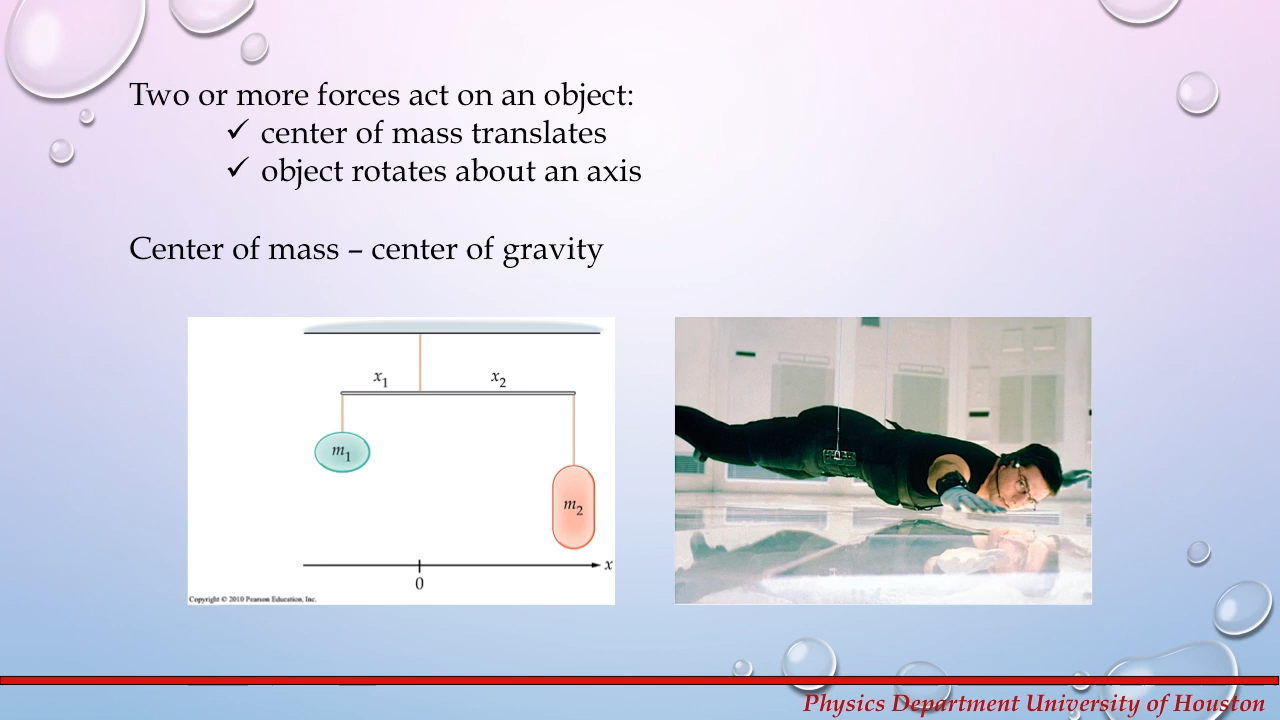 Two or more forces act on an object:
✓ center of mass translates
✓ object rotates about an axis
Center of mass – center of gravity
x₁ x₂
m₁
m₂
x
0
Copyright © 2010 Pearson Education, Inc.
Physics Department University of Houston